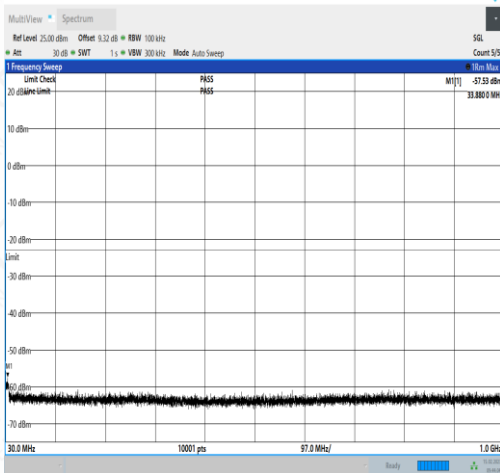 MultiView Spectrum
Ref Level 25.00 dBm Offset 9.32 dB RBW 100 kHz SGL
Att 30 dB SWT 1 s VBW 300 kHz Mode Auto Sweep Count 5/5
1 Frequency Sweep 1Rm Max
Limit Check PASS M1[1] -57.53 dBm
20 dBm Line Limit PASS 33.880 0 MH
10 dBm
0 dBm
-10 dBm
-20 dBm
Limit
-30 dBm
-40 dBm
-50 dBm
M1
-60 dBm
-70 dBm
30.0 MHz 10001 pts 97.0 MHz/ 1.0 GHz
Ready